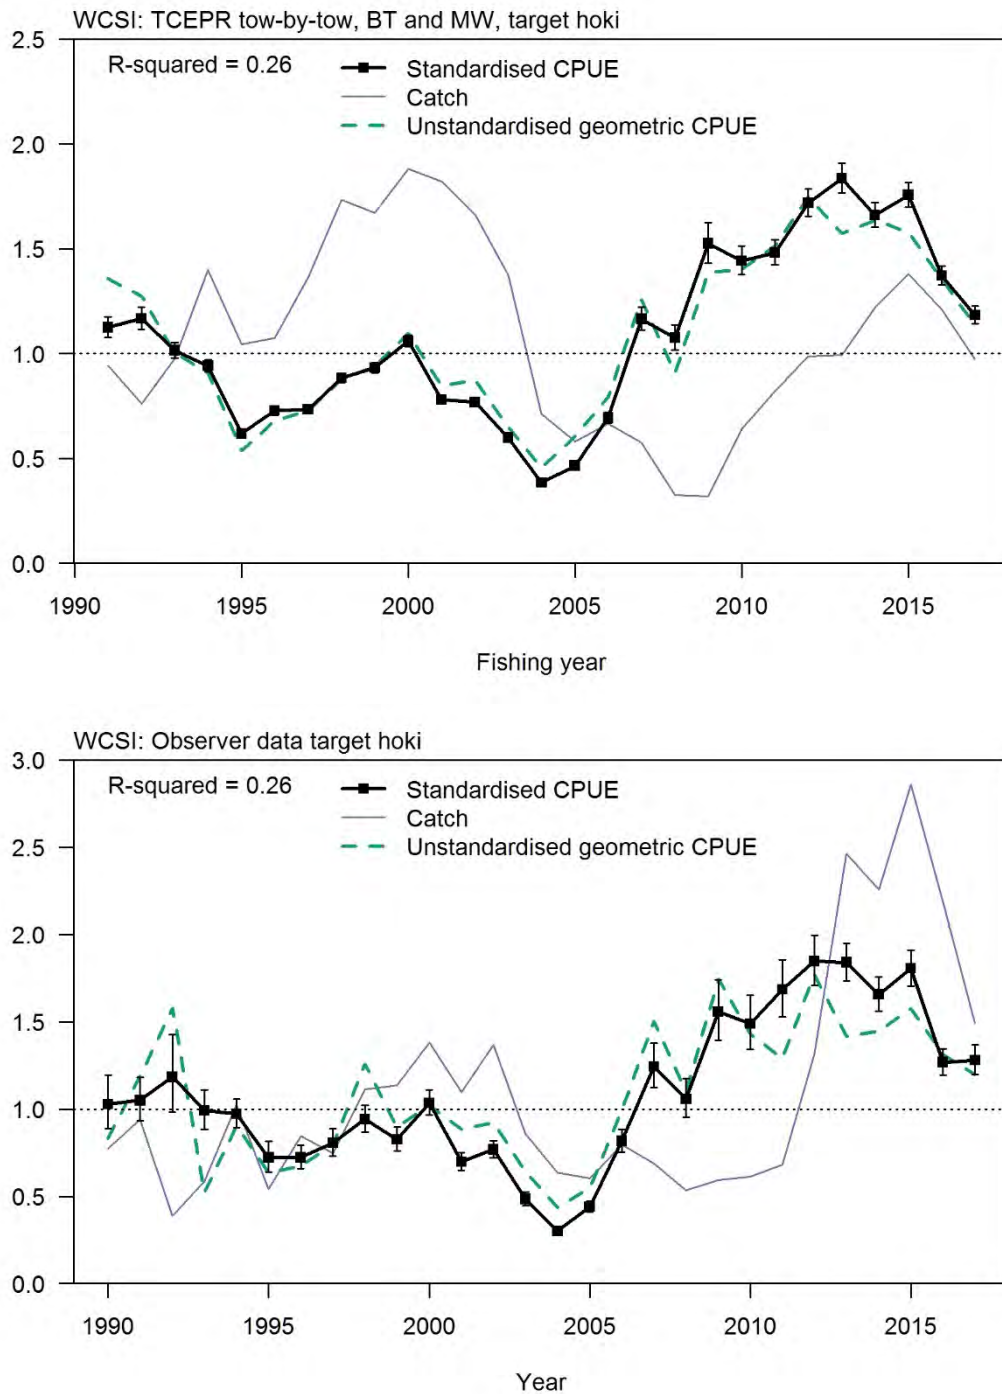 WCSI: TCEPR tow-by-tow, BT and MW, target hoki
2.5
R-squared = 0.26
Standardised CPUE
Catch
Unstandardised geometric CPUE
2.0
1.5
1.0
0.5
0.0
1990 1995 2000 2005 2010 2015
Fishing year
WCSI: Observer data target hoki
3.0
R-squared = 0.26
Standardised CPUE
Catch
Unstandardised geometric CPUE
2.5
2.0
1.5
1.0
0.5
0.0
1990 1995 2000 2005 2010 2015
Year